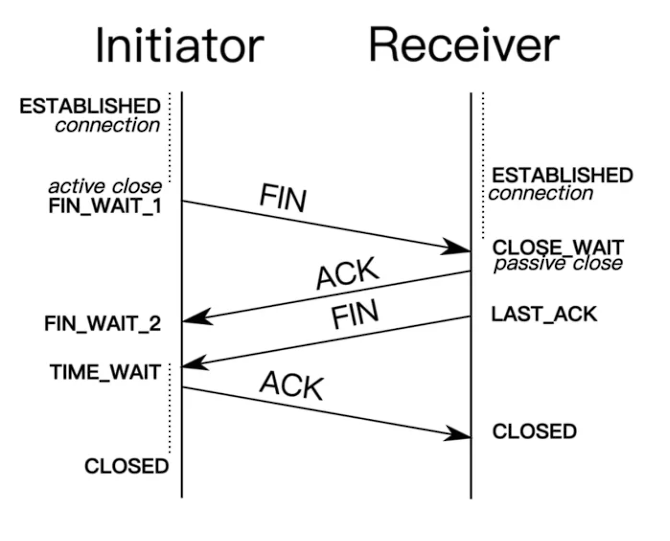 Initiator
Receiver
ESTABLISHED
connection
ESTABLISHED
connection
active close
FIN_WAIT_1
FIN
CLOSE_WAIT
passive close
ACK
FIN_WAIT_2
FIN
LAST_ACK
TIME_WAIT
ACK
CLOSED
CLOSED